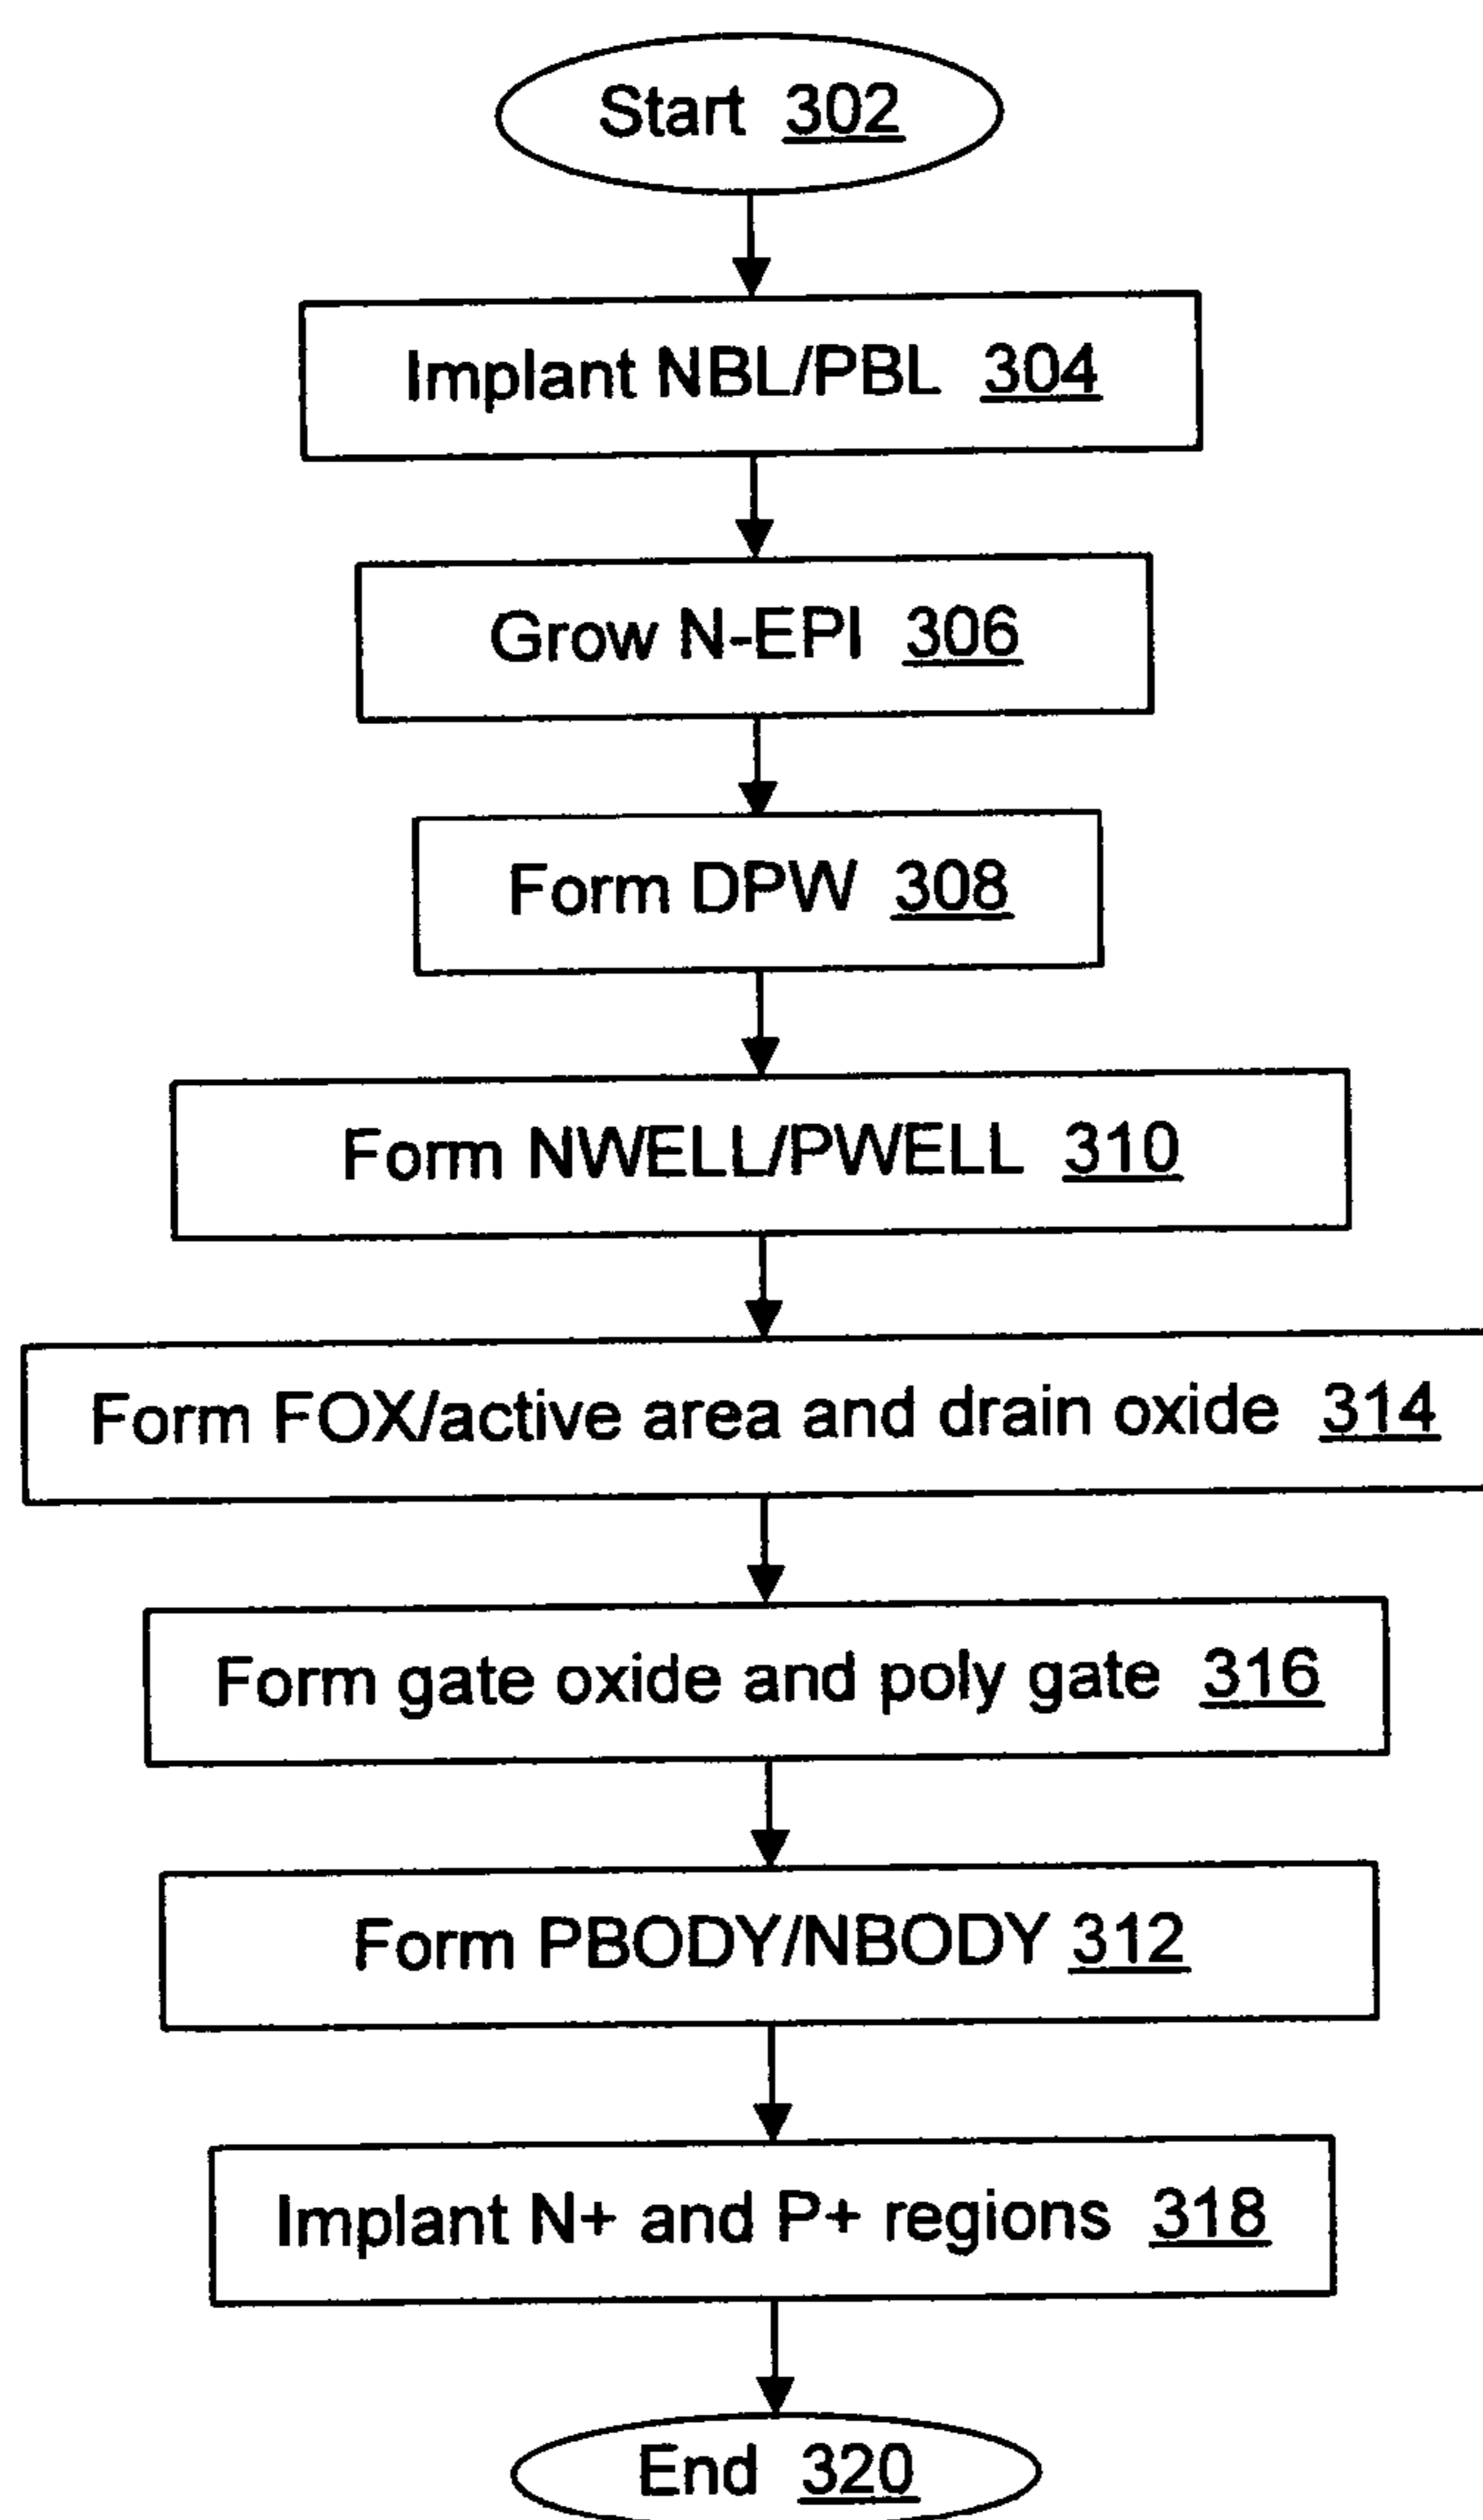 Start 302
Implant NBL/PBL 304
Grow N-EPI 306
Form DPW 308
Form NWELL/PWELL 310
Form FOX/active area and drain oxide 314
Form gate oxide and poly gate 316
Form PBODY/NBODY 312
Implant N+ and P+ regions 318
End 320